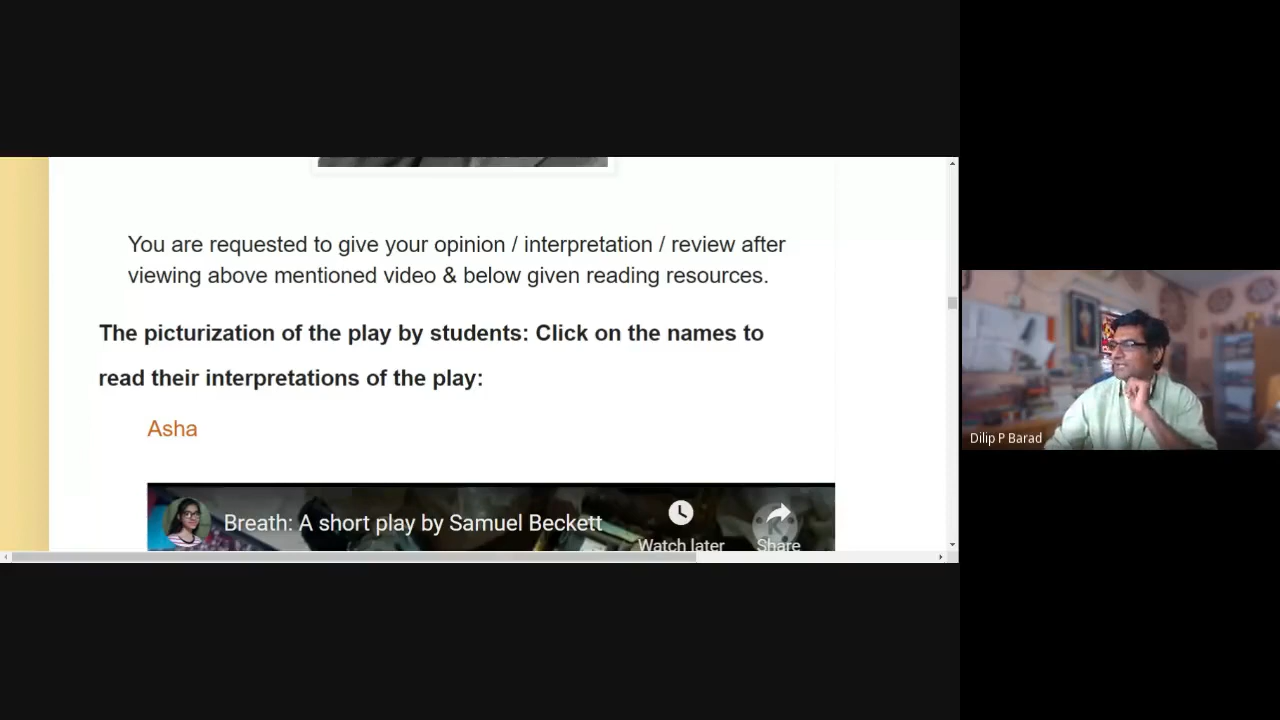 You are requested to give your opinion / interpretation / review after
viewing above mentioned video & below given reading resources.
The picturization of the play by students: Click on the names to
read their interpretations of the play:
Asha
Breath: A short play by Samuel Beckett
Watch later
Share
Dilip P Barad